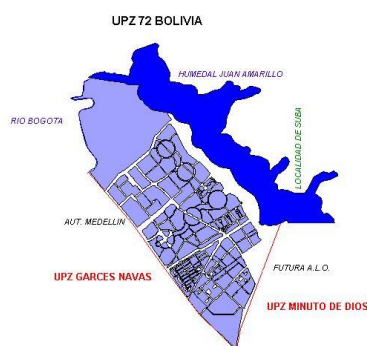 UPZ 72 BOLIVIA
HUMEDAL JUAN AMARILLO
RIO BOGOTA
LOCALIDAD DE SUBA
AUT. MEDELLIN
FUTURA A.L.O.
UPZ GARCES NAVAS
UPZ MINUTO DE DIOS